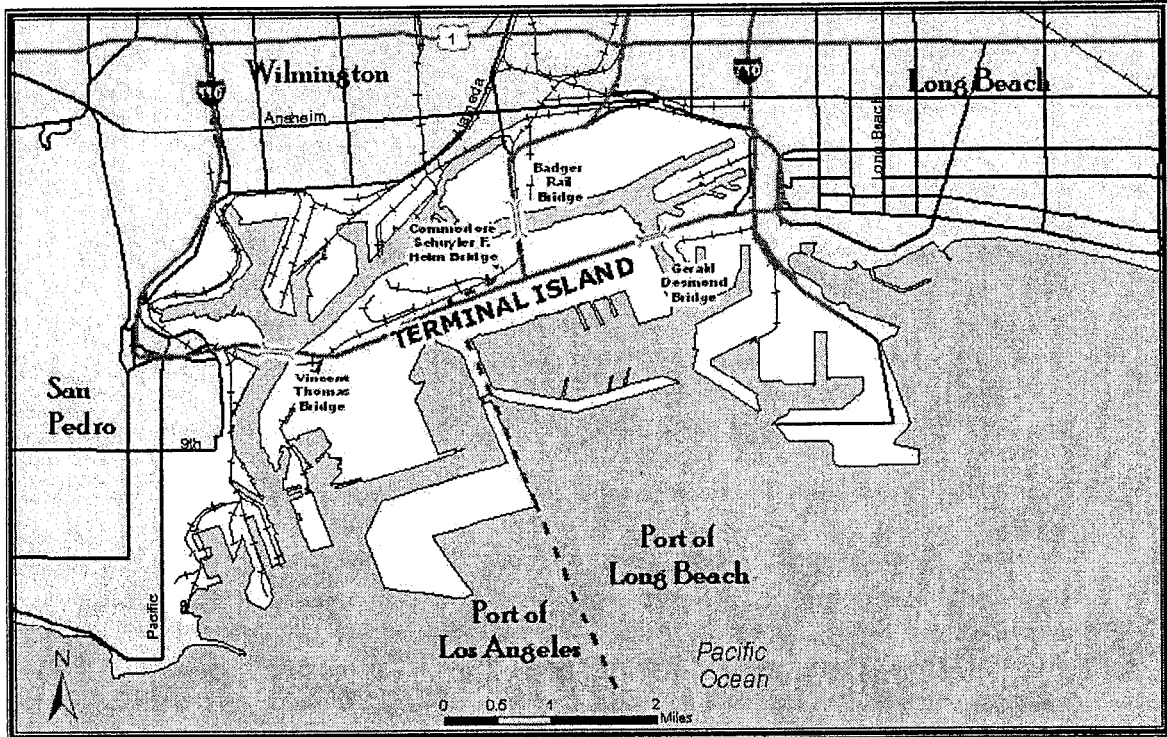 1
Wilmington
110
710
Long Beach
Anaheim
Alameda
Long Beach
Badger
Rail
Bridge
Commodore
Schuyler F.
Heim Bridge
TERMINAL ISLAND
Gerald
Desmond
Bridge
Vincent
Thomas
Bridge
San
Pedro
9th
Pacific
Port of
Long Beach
Port of
Los Angeles
Pacific
Ocean
N
0 0.5 1 2
Miles